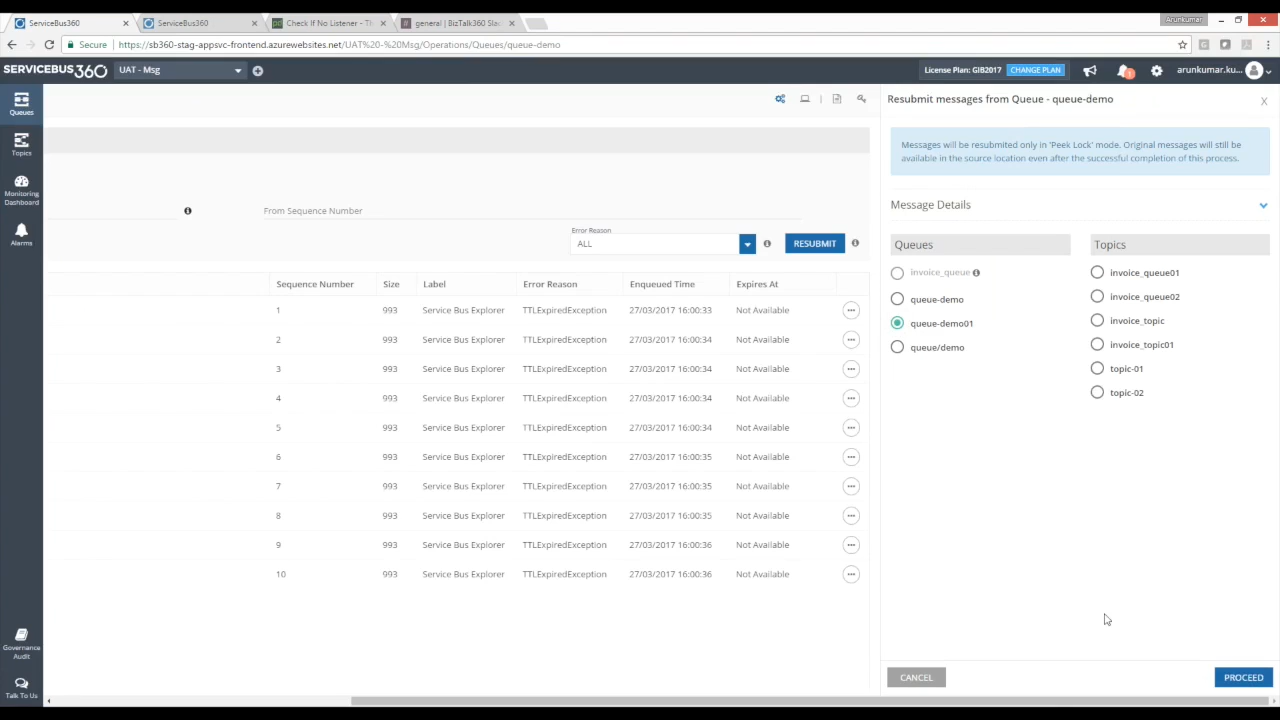 ServiceBus360
ServiceBus360
Check If No Listener - Th
general | BizTalk360 Sla
Arunkumar
Secure
https://sb360-stag-appsvc-frontend.azurewebsites.net/UAT%20-%20Msg/Operations/Queues/queue-demo
SERVICEBUS360
UAT - Msg
License Plan: GIB2017 CHANGE PLAN
1
arunkumar.ku...
Queues
Topics
Monitoring
Dashboard
Alarms
Governance
Audit
Talk To Us
From Sequence Number
Error Reason
ALL
RESUBMIT
Sequence Number Size Label Error Reason Enqueued Time Expires At
1 993 Service Bus Explorer TTLExpiredException 27/03/2017 16:00:33 Not Available
2 993 Service Bus Explorer TTLExpiredException 27/03/2017 16:00:34 Not Available
3 993 Service Bus Explorer TTLExpiredException 27/03/2017 16:00:34 Not Available
4 993 Service Bus Explorer TTLExpiredException 27/03/2017 16:00:34 Not Available
5 993 Service Bus Explorer TTLExpiredException 27/03/2017 16:00:34 Not Available
6 993 Service Bus Explorer TTLExpiredException 27/03/2017 16:00:35 Not Available
7 993 Service Bus Explorer TTLExpiredException 27/03/2017 16:00:35 Not Available
8 993 Service Bus Explorer TTLExpiredException 27/03/2017 16:00:35 Not Available
9 993 Service Bus Explorer TTLExpiredException 27/03/2017 16:00:36 Not Available
10 993 Service Bus Explorer TTLExpiredException 27/03/2017 16:00:36 Not Available
Resubmit messages from Queue - queue-demo
X
Messages will be resubmitted only in 'Peek Lock' mode. Original messages will still be
available in the source location even after the successful completion of this process.
Message Details
Queues
invoice_queue
queue-demo
queue-demo01
queue/demo
Topics
invoice_queue01
invoice_queue02
invoice_topic
invoice_topic01
topic-01
topic-02
CANCEL
PROCEED